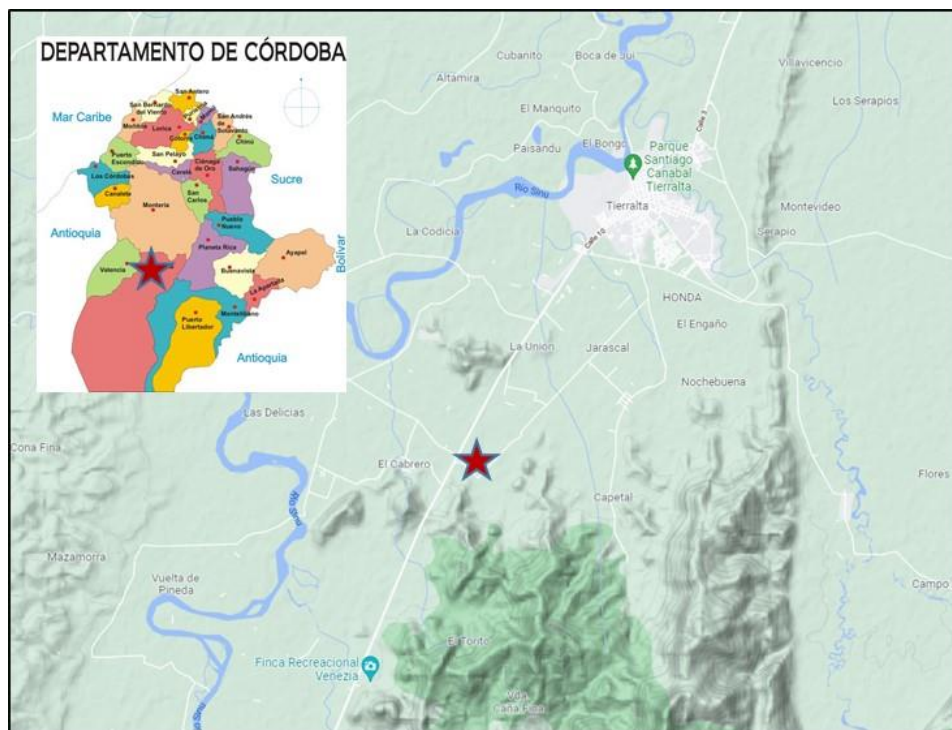 DEPARTAMENTO DE CÓRDOBA
San Antero
San Bernardo
del Viento
Moñitos
Lorica
Chimá
San Andrés
de
Sotavento
Chinú
Mar Caribe
Puerto
Escondido
San Pelayo
Ciénaga
de Oro
Sahagún
Los Córdobas
Cereté
Sucre
Canalete
San
Carlos
Montería
Pueblo
Nuevo
Antioquia
Planeta Rica
Ayapel
Bolívar
Valencia
Buenavista
La Apartada
Puerto
Libertador
Montelíbano
Antioquia
Cubanito
Boca de Juí
Villavicencio
Altamira
Calle 3
Los Serapios
El Manquito
Paisandu
El Bongo
Parque
Santiago
Canabal
Tierralta
Río Sinú
Tierralta
Montevideo
La Codicia
Calle 10
Serapio
HONDA
El Engaño
La Unión
Jarascal
Nochebuena
Las Delicias
Cona Fina
El Cabrero
Flores
Río Sinú
Capetal
Mazamorra
Vuelta de
Pineda
Campo
El Torito
Finca Recreacional
Venezia
Vda.
Caña Fina
Río Sinú